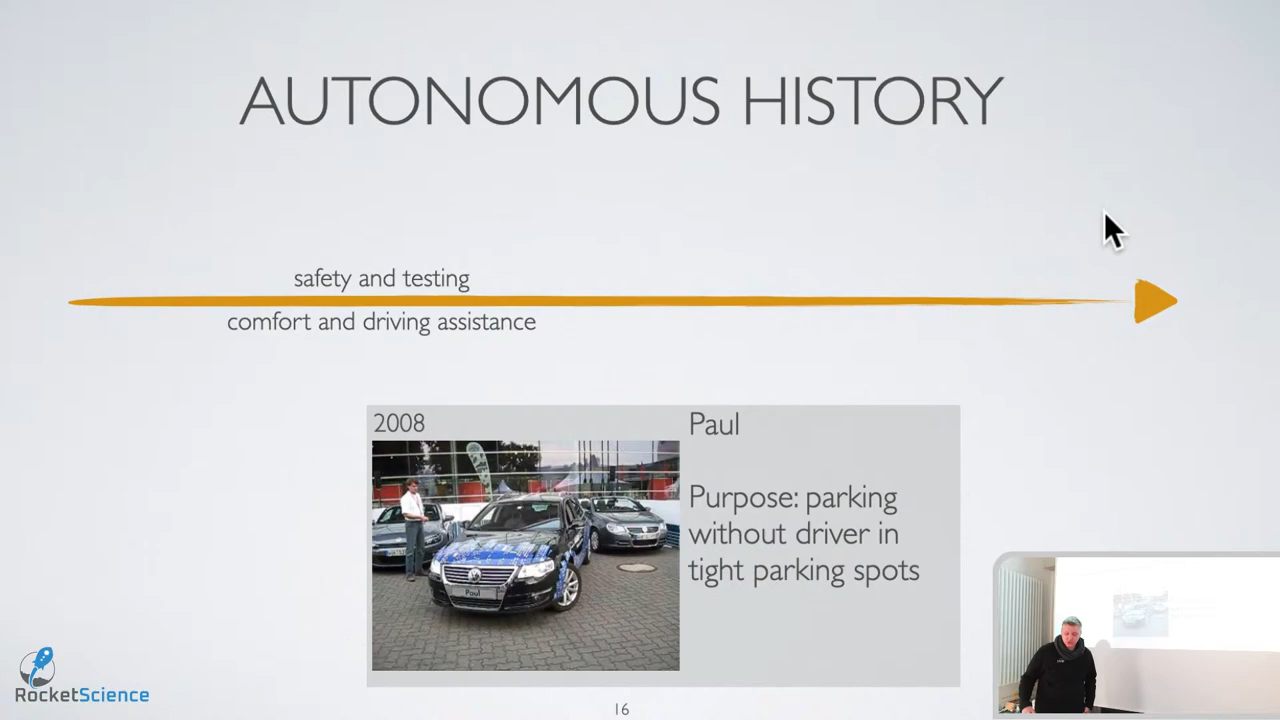 AUTONOMOUS HISTORY
safety and testing
comfort and driving assistance
2008
Paul
Paul
Purpose: parking
without driver in
tight parking spots
RocketScience
16